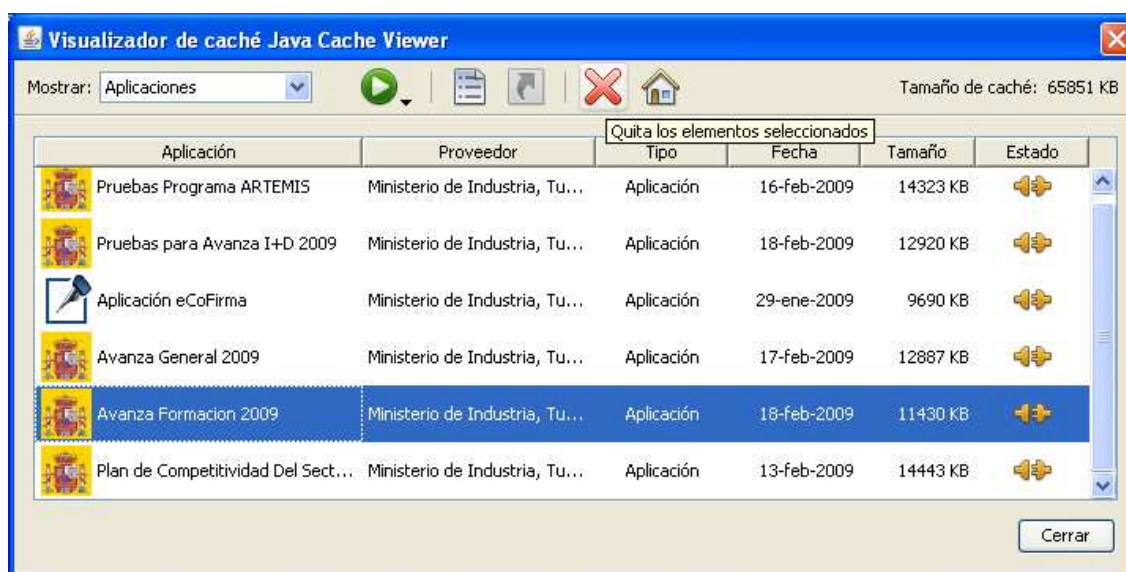 Visualizador de caché Java Cache Viewer
Mostrar: Aplicaciones Tamaño de caché: 65851 KB
Quita los elementos seleccionados
Aplicación Proveedor Tipo Fecha Tamaño Estado
Pruebas Programa ARTEMIS Ministerio de Industria, Tu... Aplicación 16-feb-2009 14323 KB
Pruebas para Avanza I+D 2009 Ministerio de Industria, Tu... Aplicación 18-feb-2009 12920 KB
Aplicación eCoFirma Ministerio de Industria, Tu... Aplicación 29-ene-2009 9690 KB
Avanza General 2009 Ministerio de Industria, Tu... Aplicación 17-feb-2009 12887 KB
Avanza Formacion 2009 Ministerio de Industria, Tu... Aplicación 18-feb-2009 11430 KB
Plan de Competitividad Del Sect... Ministerio de Industria, Tu... Aplicación 13-feb-2009 14443 KB
Cerrar